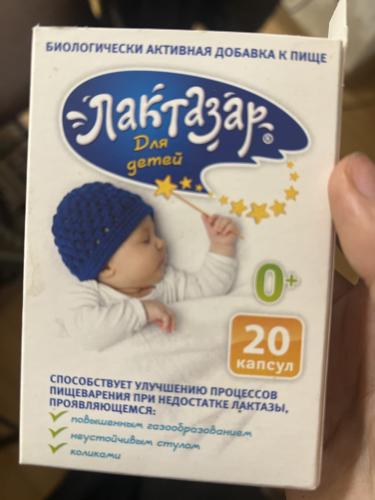 БИОЛОГИЧЕСКИ АКТИВНАЯ ДОБАВКА К ПИЩЕ
Лактазар®
Для
детей
0+
20
капсул
СПОСОБСТВУЕТ УЛУЧШЕНИЮ ПРОЦЕССОВ
ПИЩЕВАРЕНИЯ ПРИ НЕДОСТАТКЕ ЛАКТАЗЫ,
ПРОЯВЛЯЮЩЕМСЯ:
повышенным газообразованием
неустойчивым стулом
коликами